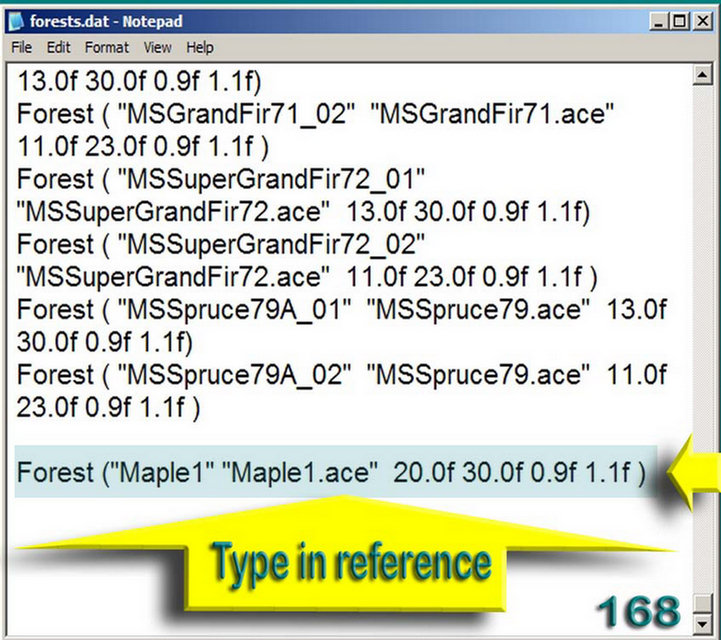 forests.dat - Notepad
File Edit Format View Help
13.0f 30.0f 0.9f 1.1f)
Forest ( "MSGrandFir71_02"  "MSGrandFir71.ace"
11.0f 23.0f 0.9f 1.1f )
Forest ( "MSSuperGrandFir72_01"
"MSSuperGrandFir72.ace"  13.0f 30.0f 0.9f 1.1f)
Forest ( "MSSuperGrandFir72_02"
"MSSuperGrandFir72.ace"  11.0f 23.0f 0.9f 1.1f )
Forest ( "MSSpruce79A_01"  "MSSpruce79.ace"  13.0f
30.0f 0.9f 1.1f)
Forest ( "MSSpruce79A_02"  "MSSpruce79.ace"  11.0f
23.0f 0.9f 1.1f )
Forest ("Maple1" "Maple1.ace"  20.0f 30.0f 0.9f 1.1f )
Type in reference
168